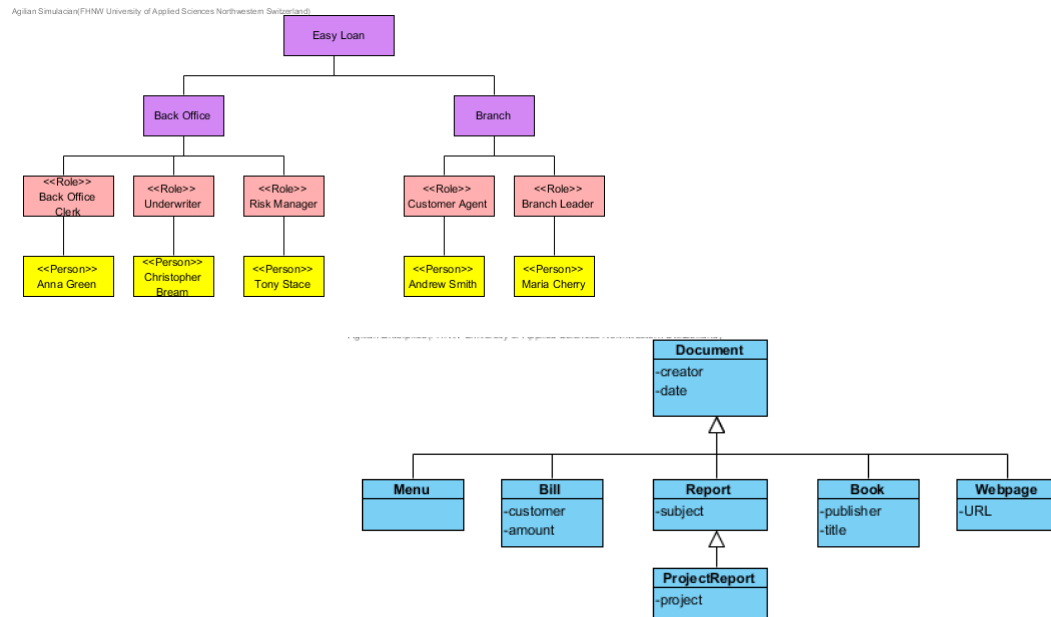 Agilian Simulacian(FHNW University of Applied Sciences Northwestern Switzerland)
Easy Loan
Back Office
Branch
<<Role>>
Back Office
Clerk
<<Role>>
Underwriter
<<Role>>
Risk Manager
<<Role>>
Customer Agent
<<Role>>
Branch Leader
<<Person>>
Anna Green
<<Person>>
Christopher
Bream
<<Person>>
Tony Stace
<<Person>>
Andrew Smith
<<Person>>
Maria Cherry
Document
-creator
-date
Menu
Bill
-customer
-amount
Report
-subject
Book
-publisher
-title
Webpage
-URL
ProjectReport
-project